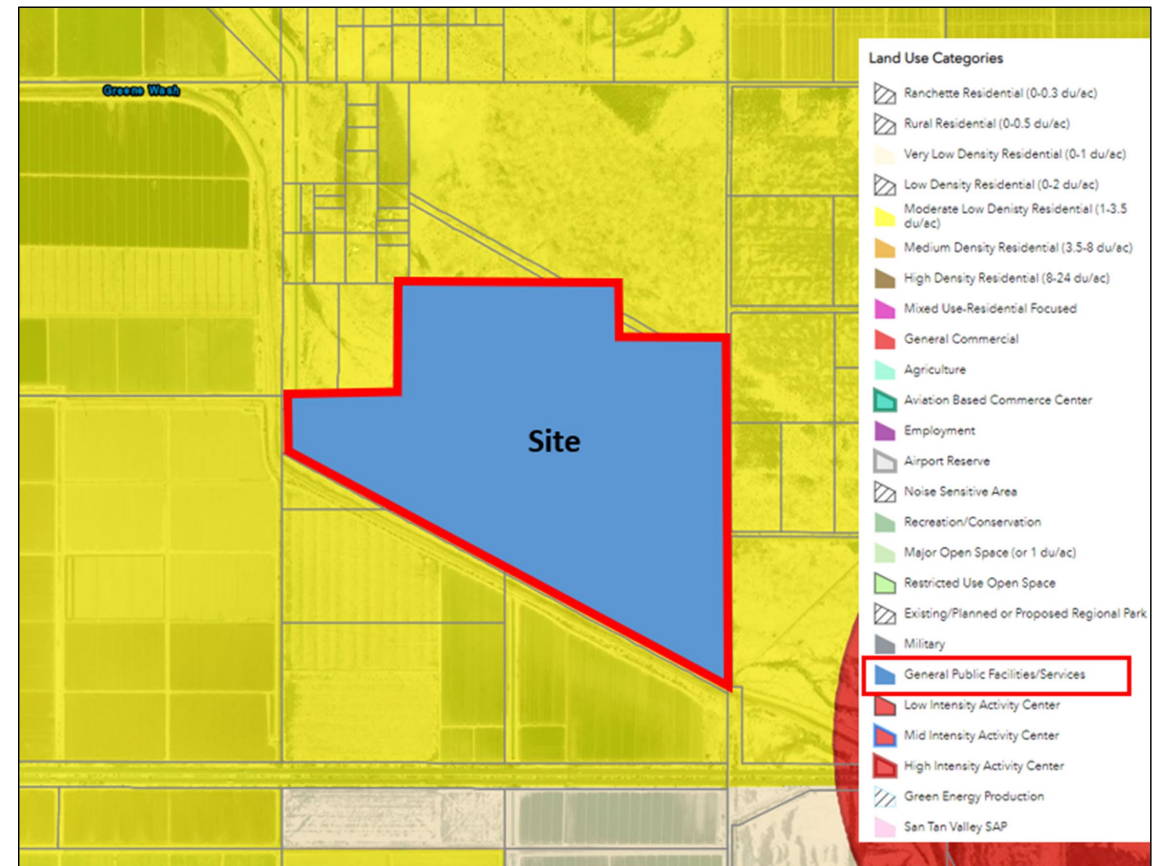 Greene Wash
Site
Land Use Categories
Ranchette Residential (0-0.3 du/ac)
Rural Residential (0-0.5 du/ac)
Very Low Density Residential (0-1 du/ac)
Low Density Residential (0-2 du/ac)
Moderate Low Denisty Residential (1-3.5
du/ac)
Medium Density Residential (3.5-8 du/ac)
High Density Residential (8-24 du/ac)
Mixed Use-Residential Focused
General Commercial
Agriculture
Aviation Based Commerce Center
Employment
Airport Reserve
Noise Sensitive Area
Recreation/Conservation
Major Open Space (or 1 du/ac)
Restricted Use Open Space
Existing/Planned or Proposed Regional Park
Military
General Public Facilities/Services
Low Intensity Activity Center
Mid Intensity Activity Center
High Intensity Activity Center
Green Energy Production
San Tan Valley SAP